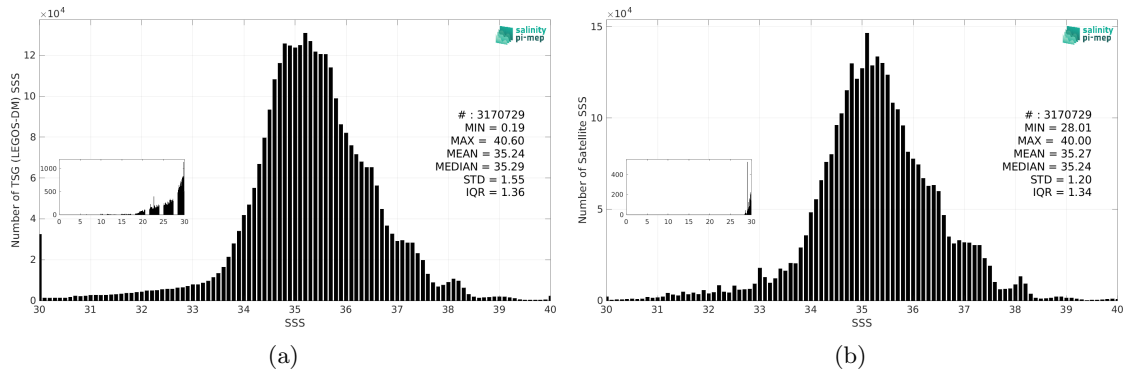 ×10⁴
12
10
8
6
4
2
0
30 31 32 33 34 35 36 37 38 39 40
SSS
Number of TSG (LEGOS-DM) SSS
salinity
pi-mep
# : 3170729
MIN = 0.19
MAX = 40.60
MEAN = 35.24
MEDIAN = 35.29
STD = 1.55
IQR = 1.36
1000
500
0
0 5 10 15 20 25 30
(a)
×10⁴
15
10
5
0
30 31 32 33 34 35 36 37 38 39 40
SSS
Number of Satellite SSS
salinity
pi-mep
# : 3170729
MIN = 28.01
MAX = 40.00
MEAN = 35.27
MEDIAN = 35.24
STD = 1.20
IQR = 1.34
400
200
0
0 5 10 15 20 25 30
(b)